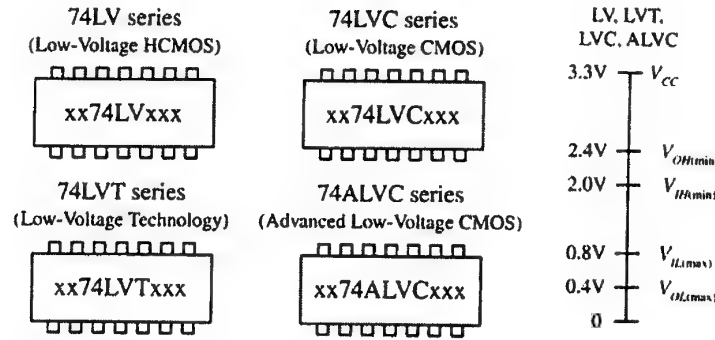 74LV series
(Low-Voltage HCMOS)
xx74LVxxx
74LVC series
(Low-Voltage CMOS)
xx74LVCxxx
74LVT series
(Low-Voltage Technology)
xx74LVTxxx
74ALVC series
(Advanced Low-Voltage CMOS)
xx74ALVCxxx
LV, LVT,
LVC, ALVC
3.3V VCC
2.4V VOH(min)
2.0V VIH(min)
0.8V VIL(max)
0.4V VOL(max)
0